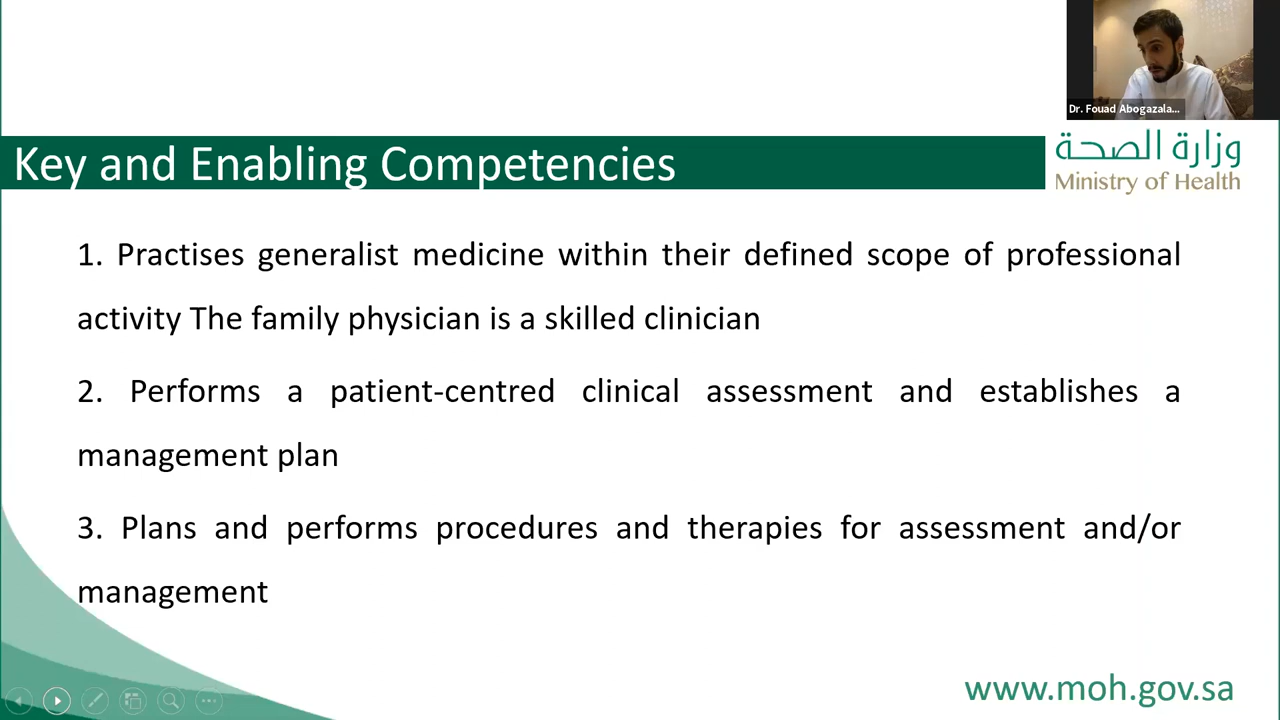 Dr. Fouad Abogazala...
Key and Enabling Competencies
وزارة الصحة
Ministry of Health
1. Practises generalist medicine within their defined scope of professional
activity The family physician is a skilled clinician
2. Performs a patient-centred clinical assessment and establishes a
management plan
3. Plans and performs procedures and therapies for assessment and/or
management
www.moh.gov.sa